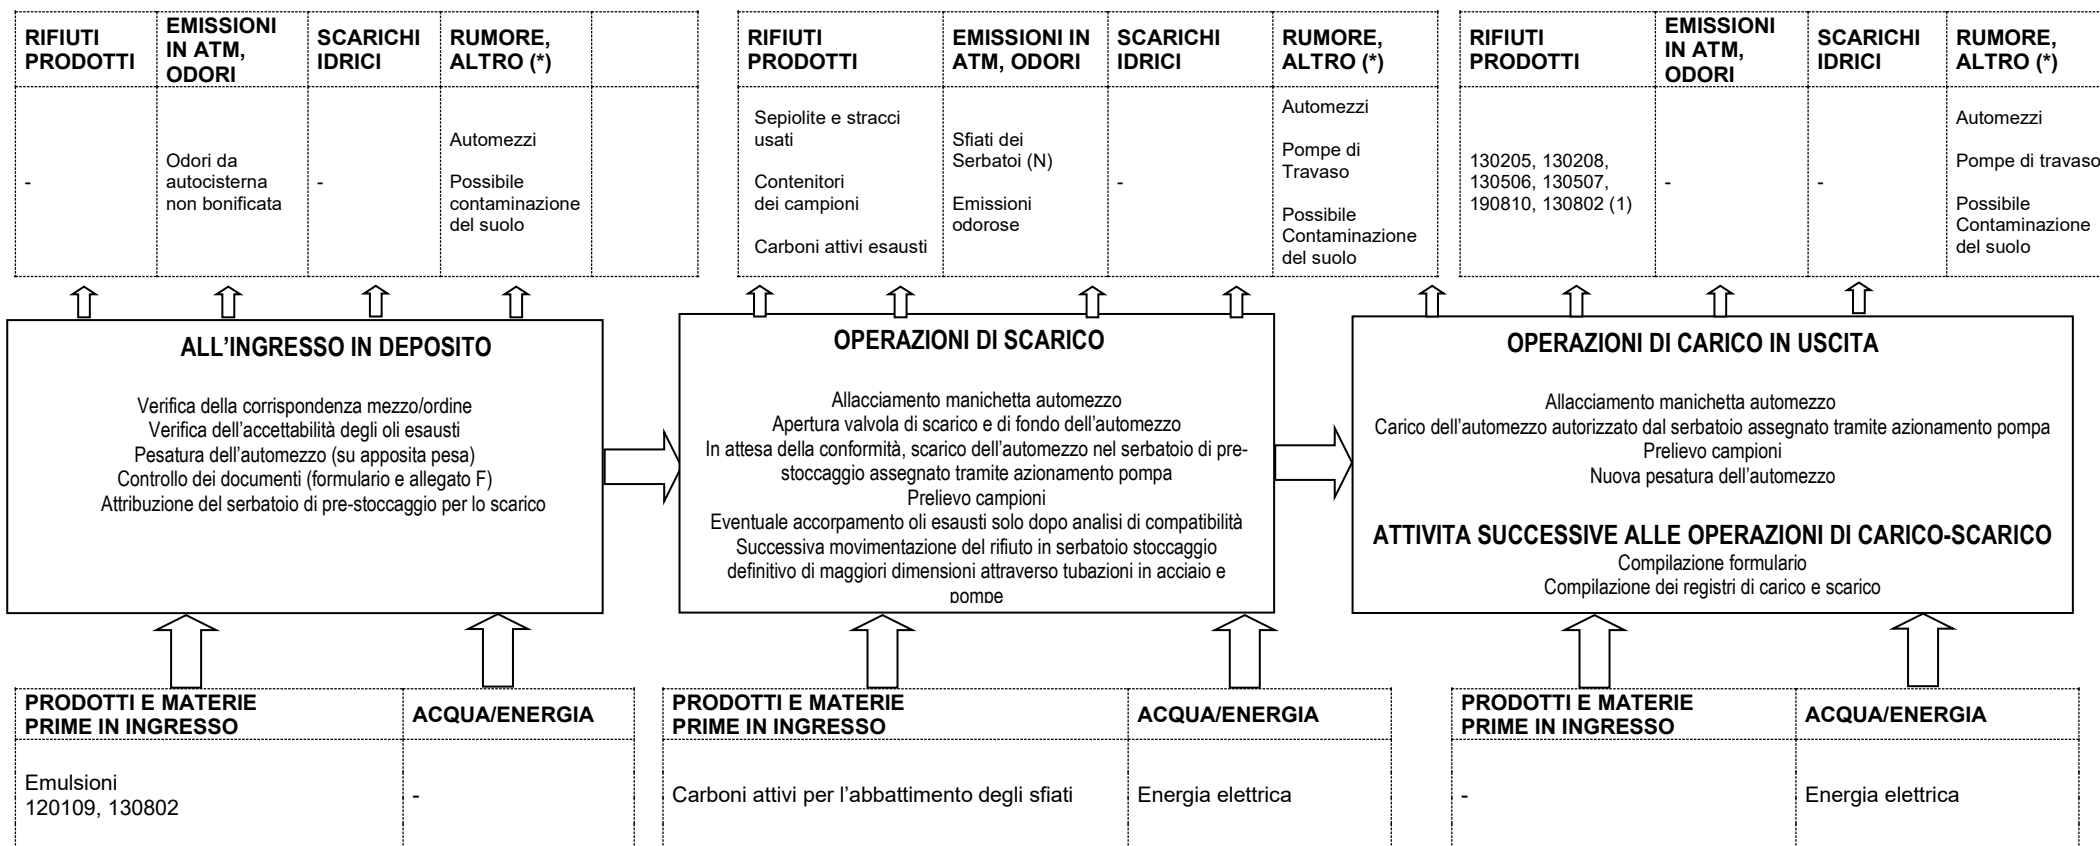 RIFIUTI
PRODOTTI
EMISSIONI
IN ATM,
ODORI
SCARICHI
IDRICI
RUMORE,
ALTRO (*)
-
Odori da
autocisterna
non bonificata
-
Automezzi
Possibile
contaminazione
del suolo
RIFIUTI
PRODOTTI
EMISSIONI IN
ATM, ODORI
SCARICHI
IDRICI
RUMORE,
ALTRO (*)
Sepiolite e stracci
usati
Contenitori
dei campioni
Carboni attivi esausti
Sfiati dei
Serbatoi (N)
Emissioni
odorose
-
Automezzi
Pompe di
Travaso
Possibile
Contaminazione
del suolo
RIFIUTI
PRODOTTI
EMISSIONI
IN ATM,
ODORI
SCARICHI
IDRICI
RUMORE,
ALTRO (*)
130205, 130208,
130506, 130507,
190810, 130802 (1)
-
-
Automezzi
Pompe di travaso
Possibile
Contaminazione
del suolo
ALL'INGRESSO IN DEPOSITO
Verifica della corrispondenza mezzo/ordine
Verifica dell'accettabilità degli oli esausti
Pesatura dell'automezzo (su apposita pesa)
Controllo dei documenti (formulario e allegato F)
Attribuzione del serbatoio di pre-stoccaggio per lo scarico
OPERAZIONI DI SCARICO
Allacciamento manichetta automezzo
Apertura valvola di scarico e di fondo dell'automezzo
In attesa della conformità, scarico dell'automezzo nel serbatoio di pre-
stoccaggio assegnato tramite azionamento pompa
Prelievo campioni
Eventuale accorpamento oli esausti solo dopo analisi di compatibilità
Successiva movimentazione del rifiuto in serbatoio stoccaggio
definitivo di maggiori dimensioni attraverso tubazioni in acciaio e
pompe
OPERAZIONI DI CARICO IN USCITA
Allacciamento manichetta automezzo
Carico dell'automezzo autorizzato dal serbatoio assegnato tramite azionamento pompa
Prelievo campioni
Nuova pesatura dell'automezzo
ATTIVITA SUCCESSIVE ALLE OPERAZIONI DI CARICO-SCARICO
Compilazione formulario
Compilazione dei registri di carico e scarico
PRODOTTI E MATERIE
PRIME IN INGRESSO
ACQUA/ENERGIA
Emulsioni
120109, 130802
-
PRODOTTI E MATERIE
PRIME IN INGRESSO
ACQUA/ENERGIA
Carboni attivi per l'abbattimento degli sfiati
Energia elettrica
PRODOTTI E MATERIE
PRIME IN INGRESSO
ACQUA/ENERGIA
-
Energia elettrica